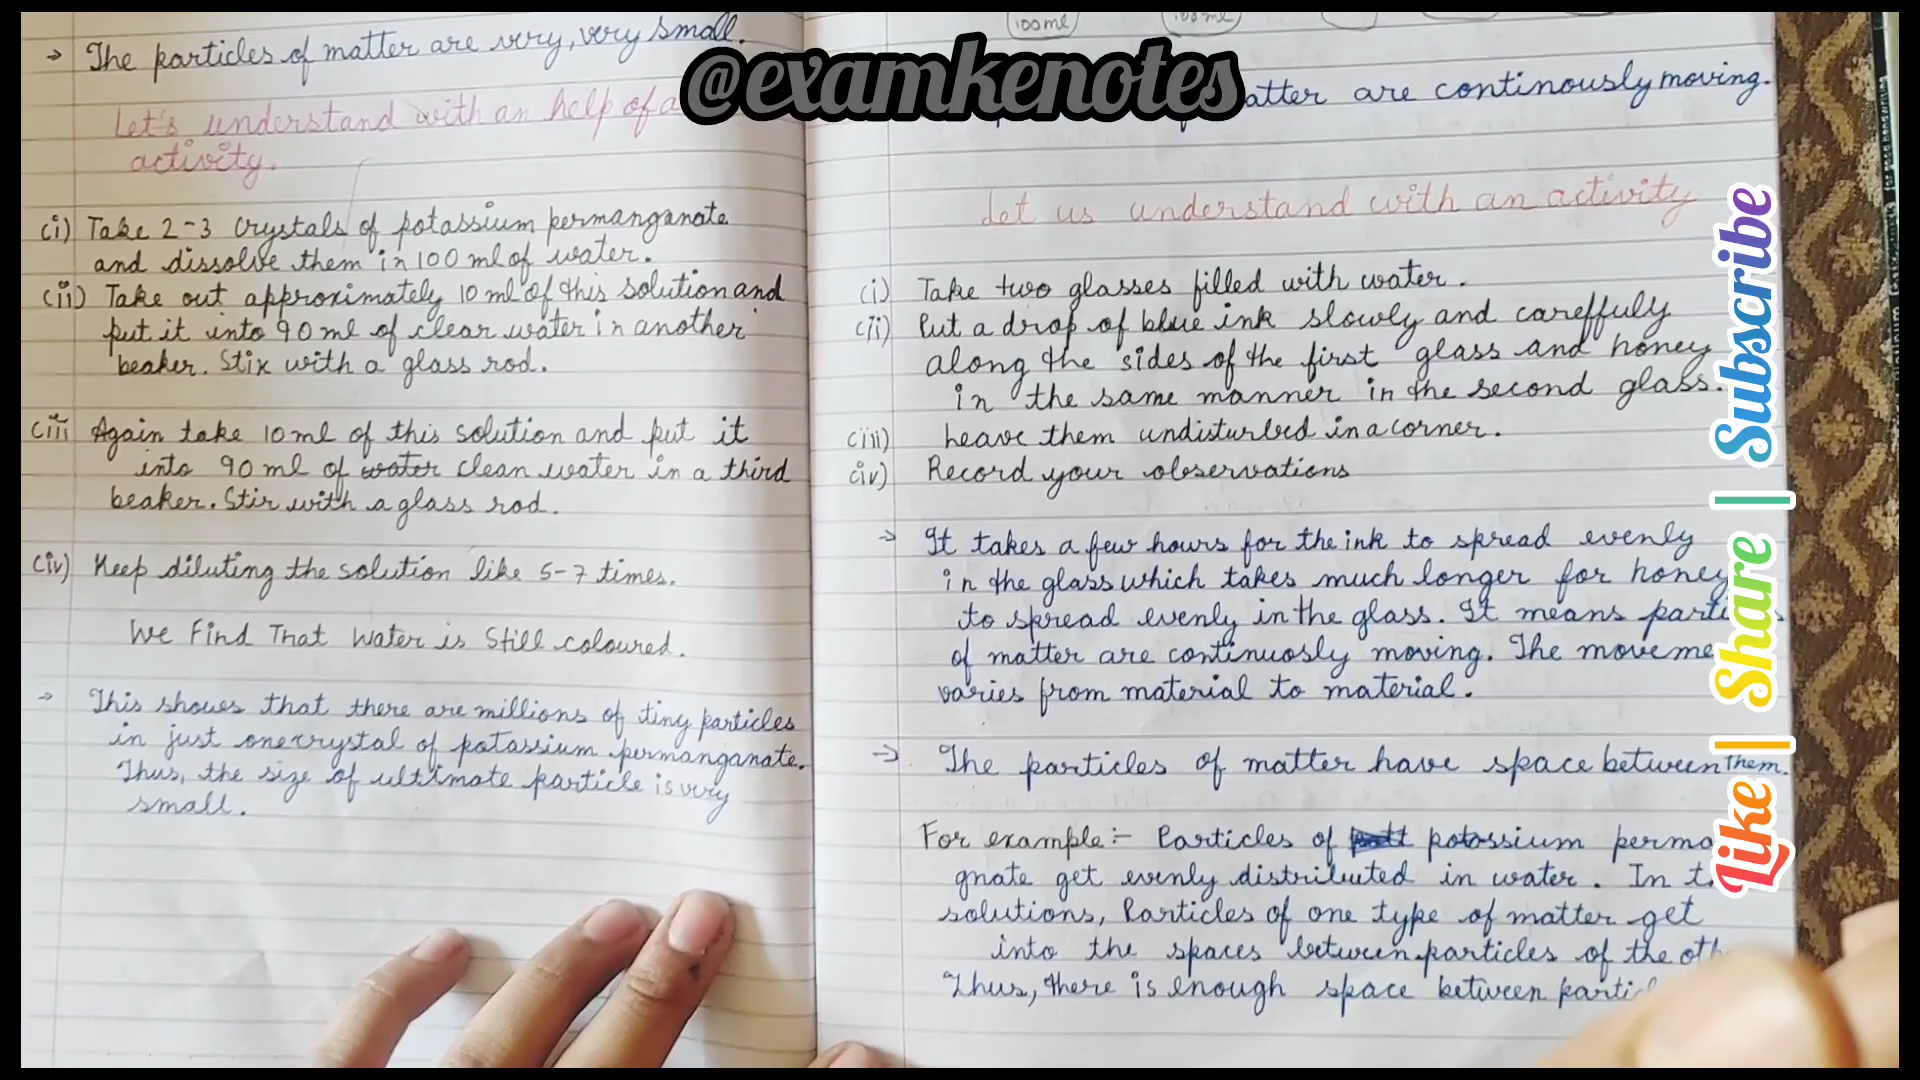 → The particles of matter are very, very small.
Let's understand with an help of a
activity.
(i) Take 2-3 crystals of potassium permanganate
and dissolve them in 100 ml of water.
(ii) Take out approximately 10 ml of this solution and
put it into 90 ml of clear water in another
beaker. Stir with a glass rod.
(iii) Again take 10 ml of this solution and put it
into 90 ml of water clean water in a third
beaker. Stir with a glass rod.
(iv) Keep diluting the solution like 5-7 times.
We Find That Water is Still coloured.
→ This shows that there are millions of tiny particles
in just one crystal of potassium permanganate.
Thus, the size of ultimate particle is very
small.
100ml 100ml
@examkenotes
matter are continously moving.
Let us understand with an activity
(i) Take two glasses filled with water.
(ii) Put a drop of blue ink slowly and careffuly
along the sides of the first glass and honey
in the same manner in the second glass.
(iii) Leave them undisturbed in a corner.
(iv) Record your observations
→ It takes a few hours for the ink to spread evenly
in the glass which takes much longer for honey
to spread evenly in the glass. It means parti
of matter are continuosly moving. The moveme
varies from material to material.
→ The particles of matter have space between them.
For example:- Particles of potassium perma
gnate get evenly distributed in water. In t
solutions, Particles of one type of matter get
into the spaces between particles of the oth
Thus, there is enough space between parti
Like | Share | Subscribe